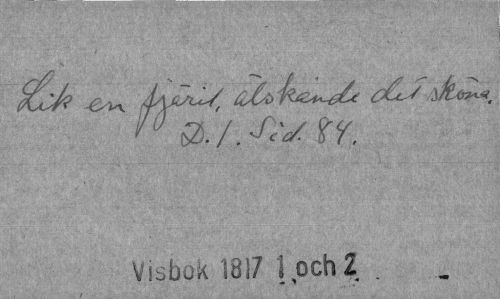 Lik en fjäril, älskande det sköna.
D. 1. Sid. 84.
Visbok 1817 1 och 2